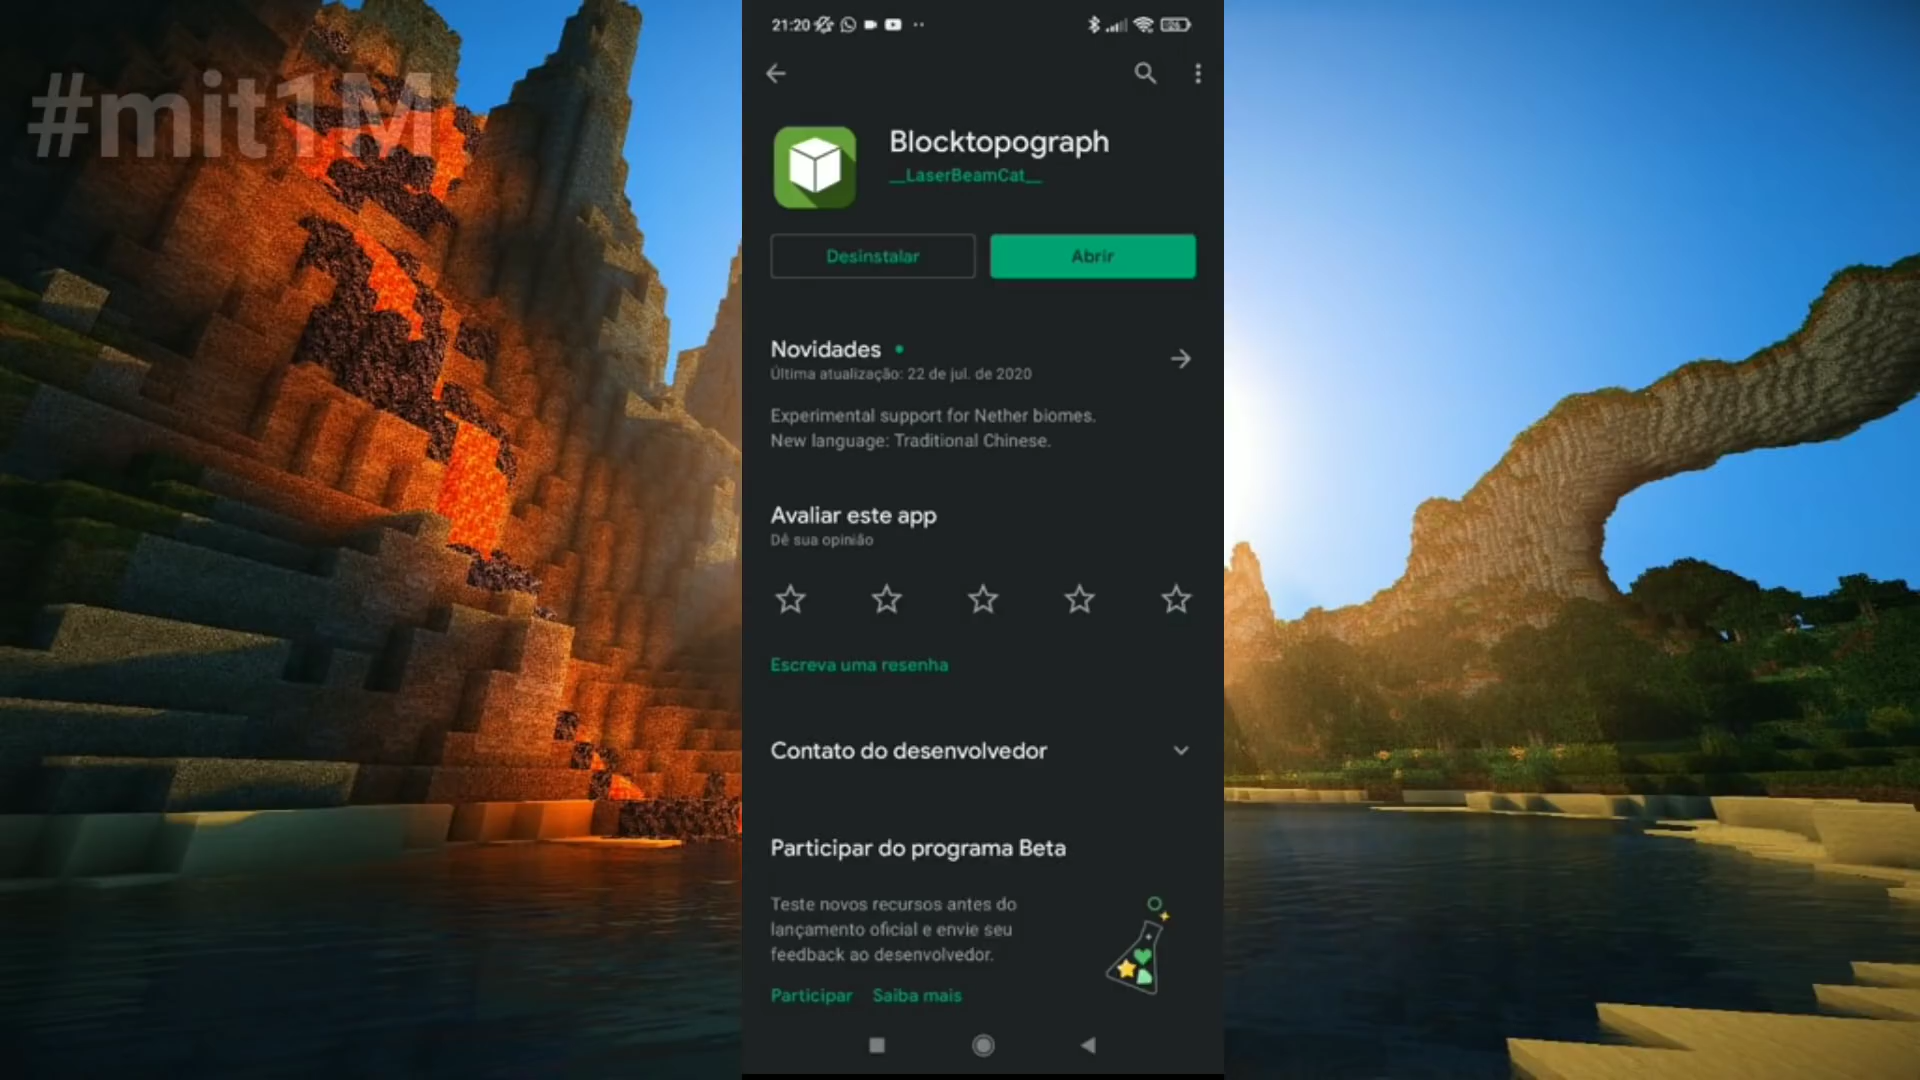 #mit1M
21:20
Blocktopograph
__LaserBeamCat__
Desinstalar
Abrir
Novidades
Última atualização: 22 de jul. de 2020
Experimental support for Nether biomes.
New language: Traditional Chinese.
Avaliar este app
Dê sua opinião
Escreva uma resenha
Contato do desenvolvedor
Participar do programa Beta
Teste novos recursos antes do
lançamento oficial e envie seu
feedback ao desenvolvedor.
Participar
Saiba mais